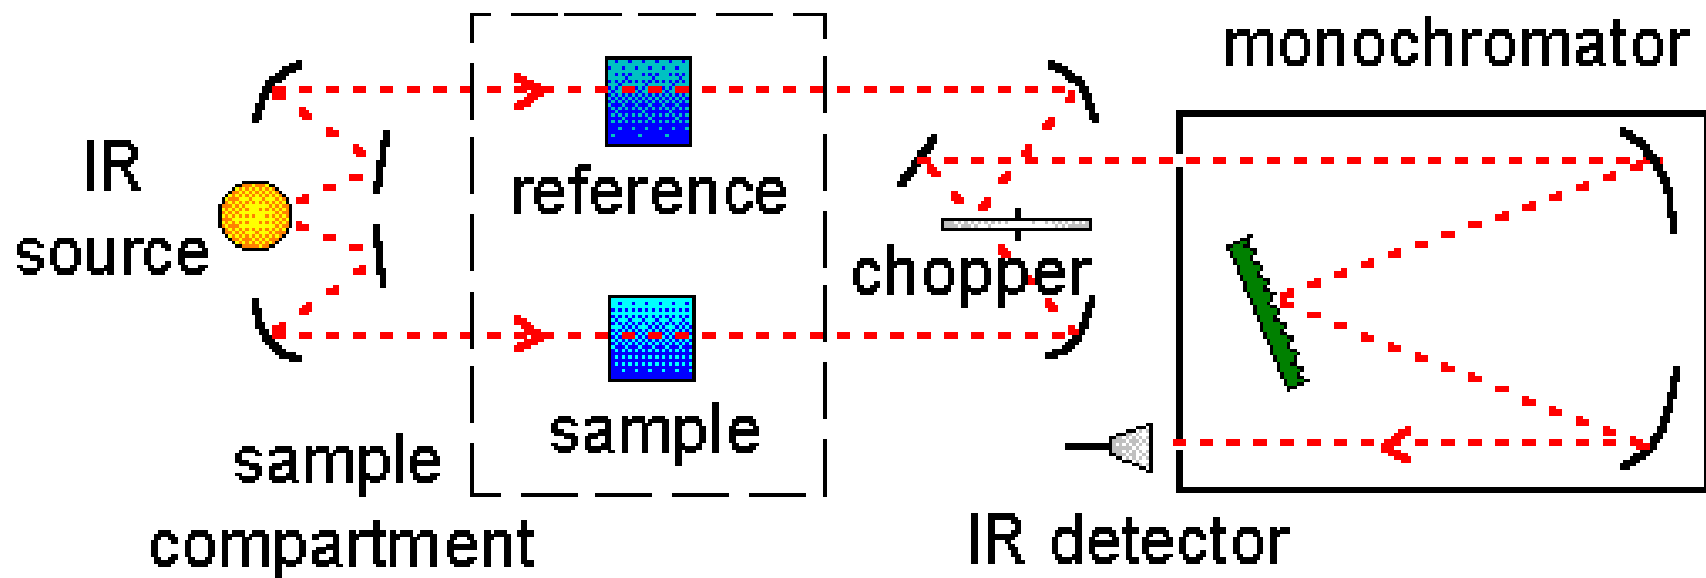 monochromator
IR
source
reference
chopper
sample
sample
compartment
IR detector